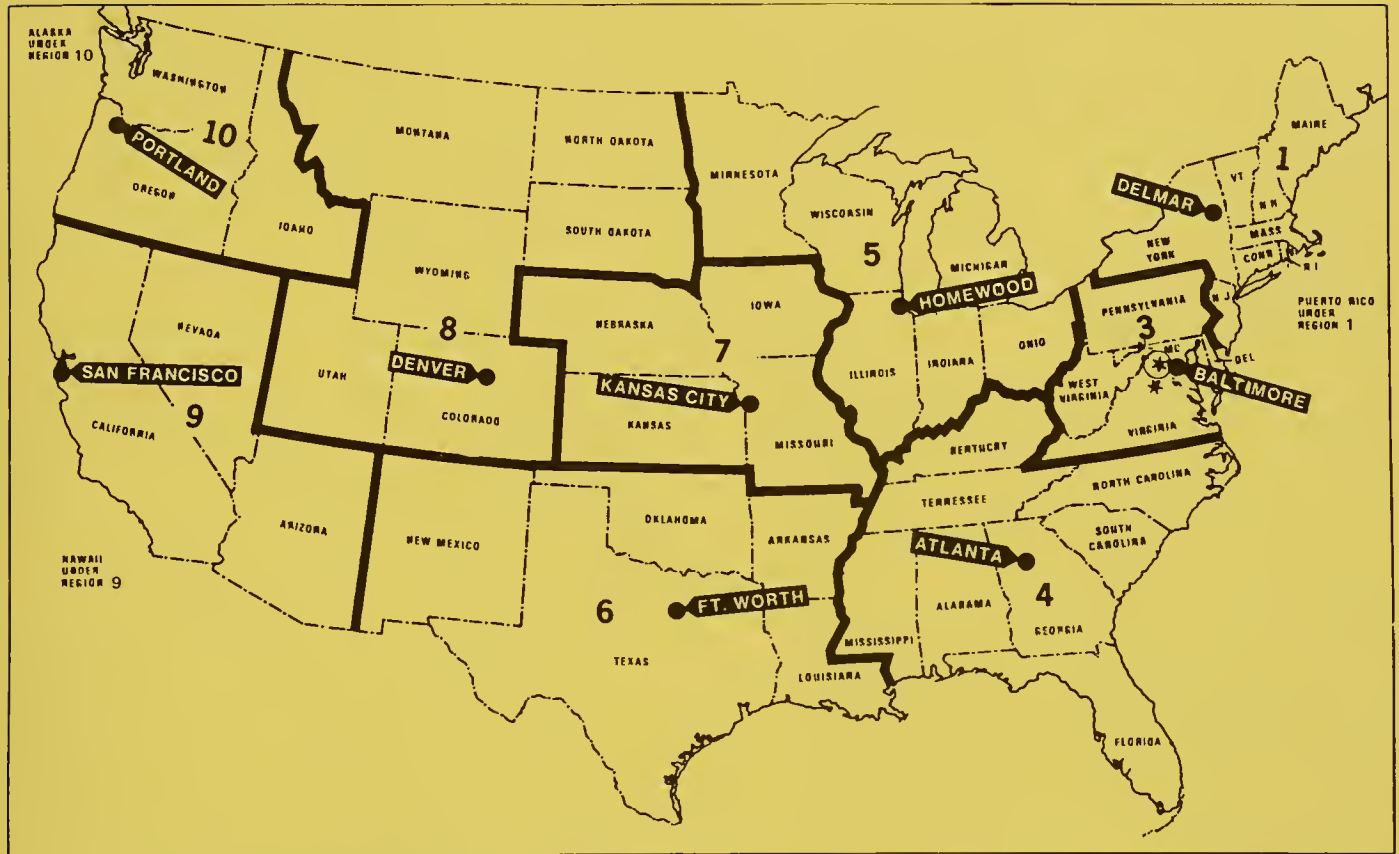 ALASKA
UNDER
REGION 10
WASHINGTON
10
PORTLAND
OREGON
IDAHO
MONTANA
NORTH DAKOTA
SOUTH DAKOTA
WYOMING
8
MINNESOTA
WISCONSIN
5
MICHIGAN
HOMEWOOD
IOWA
NEBRASKA
7
ILLINOIS
INDIANA
OHIO
MAINE
1
VT
N H
DELMAR
NEW
YORK
MASS
CONN
R I
PUERTO RICO
UNDER
REGION 1
PENNSYLVANIA
N J
3
MD
DEL
BALTIMORE
WEST
VIRGINIA
VIRGINIA
NEVADA
SAN FRANCISCO
9
CALIFORNIA
UTAH
DENVER
COLORADO
KANSAS CITY
KANSAS
MISSOURI
KENTUCKY
TENNESSEE
NORTH CAROLINA
SOUTH
CAROLINA
ARIZONA
NEW MEXICO
OKLAHOMA
ARKANSAS
ATLANTA
4
ALABAMA
GEORGIA
MISSISSIPPI
HAWAII
UNDER
REGION 9
6
FT. WORTH
TEXAS
LOUISIANA
FLORIDA